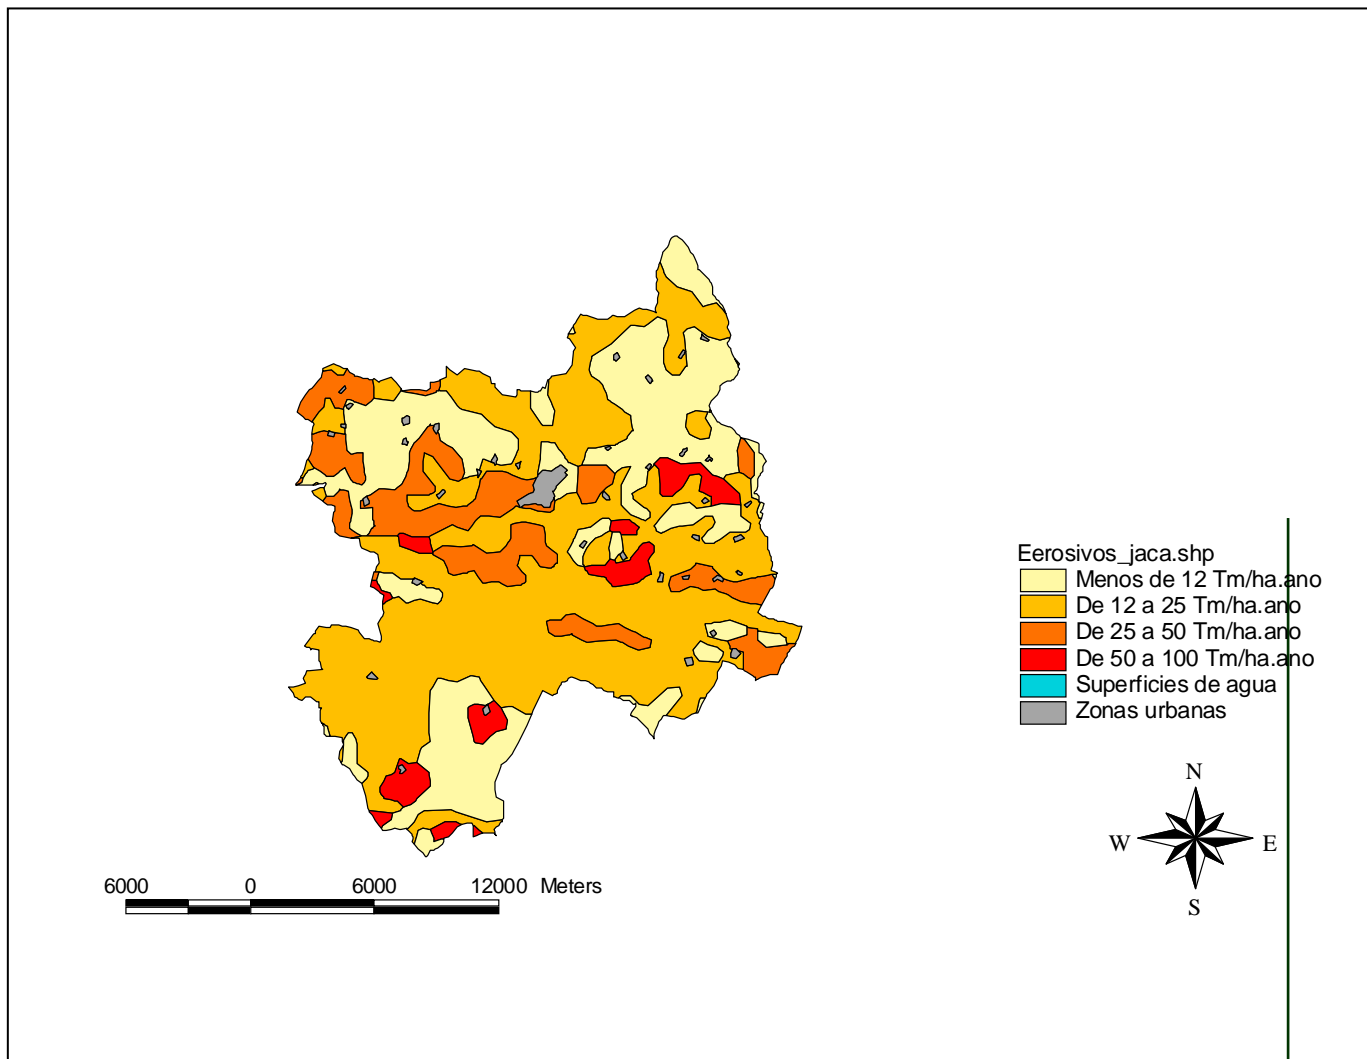 Eerosivos_jaca.shp
Menos de 12 Tm/ha.ano
De 12 a 25 Tm/ha.ano
De 25 a 50 Tm/ha.ano
De 50 a 100 Tm/ha.ano
Superficies de agua
Zonas urbanas
N
W E
S
6000 0 6000 12000 Meters